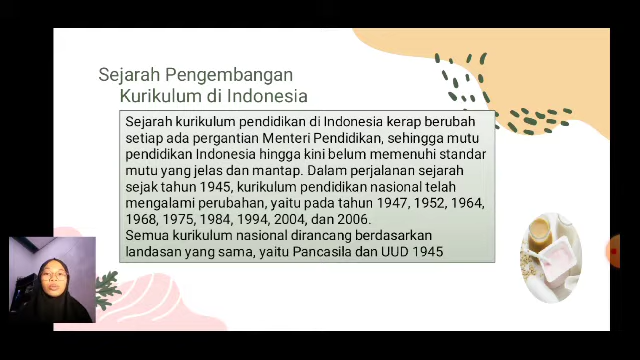 Sejarah Pengembangan
Kurikulum di Indonesia
Sejarah kurikulum pendidikan di Indonesia kerap berubah
setiap ada pergantian Menteri Pendidikan, sehingga mutu
pendidikan Indonesia hingga kini belum memenuhi standar
mutu yang jelas dan mantap. Dalam perjalanan sejarah
sejak tahun 1945, kurikulum pendidikan nasional telah
mengalami perubahan, yaitu pada tahun 1947, 1952, 1964,
1968, 1975, 1984, 1994, 2004, dan 2006.
Semua kurikulum nasional dirancang berdasarkan
landasan yang sama, yaitu Pancasila dan UUD 1945